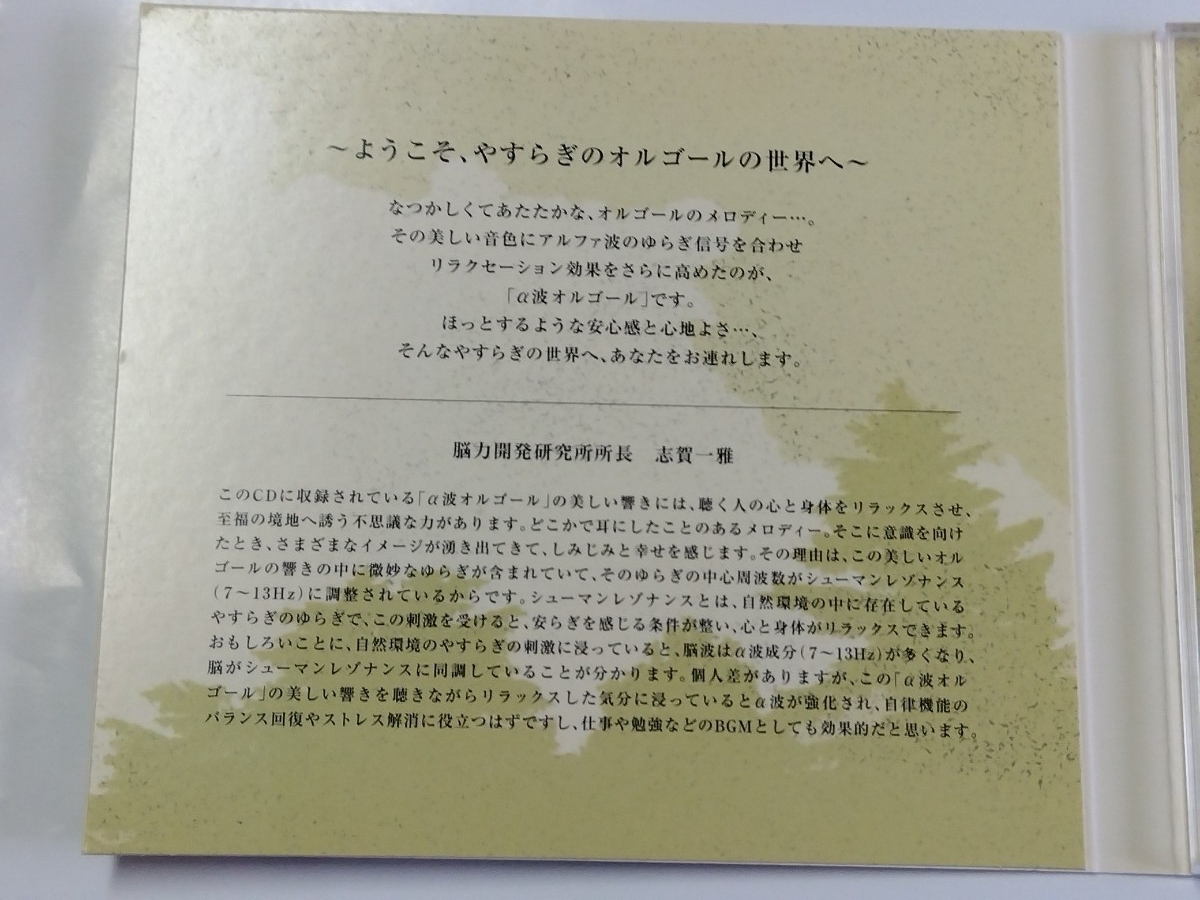 ～ようこそ、やすらぎのオルゴールの世界へ～
なつかしくてあたたかな、オルゴールのメロディー…。
その美しい音色にアルファ波のゆらぎ信号を合わせ
リラクセーション効果をさらに高めたのが、
「α波オルゴール」です。
ほっとするような安心感と心地よさ…、
そんなやすらぎの世界へ、あなたをお連れします。
脳力開発研究所所長　志賀一雅
このCDに収録されている「α波オルゴール」の美しい響きには、聴く人の心と身体をリラックスさせ、
至福の境地へ誘う不思議な力があります。どこかで耳にしたことのあるメロディー。そこに意識を向け
たとき、さまざまなイメージが湧き出てきて、しみじみと幸せを感じます。その理由は、この美しいオル
ゴールの響きの中に微妙なゆらぎが含まれていて、そのゆらぎの中心周波数がシューマンレゾナンス
(7～13Hz)に調整されているからです。シューマンレゾナンスとは、自然環境の中に存在している
やすらぎのゆらぎで、この刺激を受けると、安らぎを感じる条件が整い、心と身体がリラックスできます。
おもしろいことに、自然環境のやすらぎの刺激に浸っていると、脳波はα波成分(7～13Hz)が多くなり、
脳がシューマンレゾナンスに同調していることが分かります。個人差がありますが、この「α波オル
ゴール」の美しい響きを聴きながらリラックスした気分に浸っているとα波が強化され、自律機能の
バランス回復やストレス解消に役立つはずですし、仕事や勉強などのBGMとしても効果的だと思います。